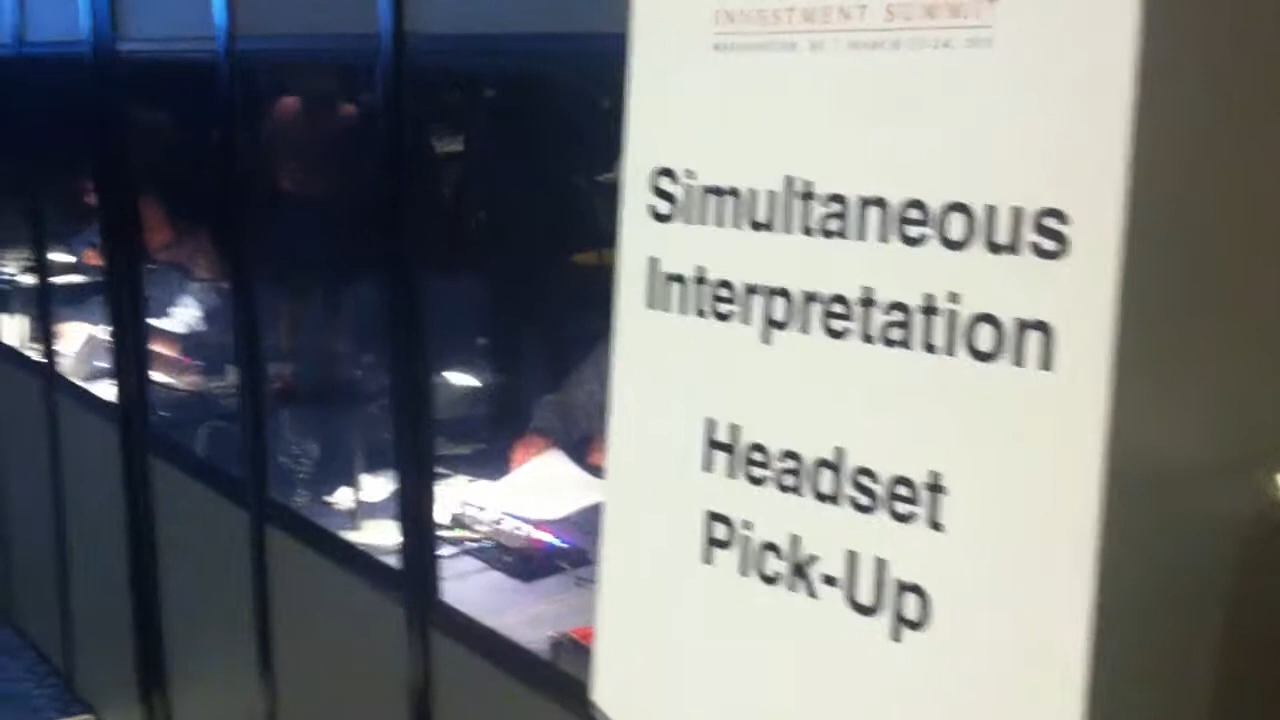 INVESTMENT SUMMIT
Simultaneous
Interpretation
Headset
Pick-Up